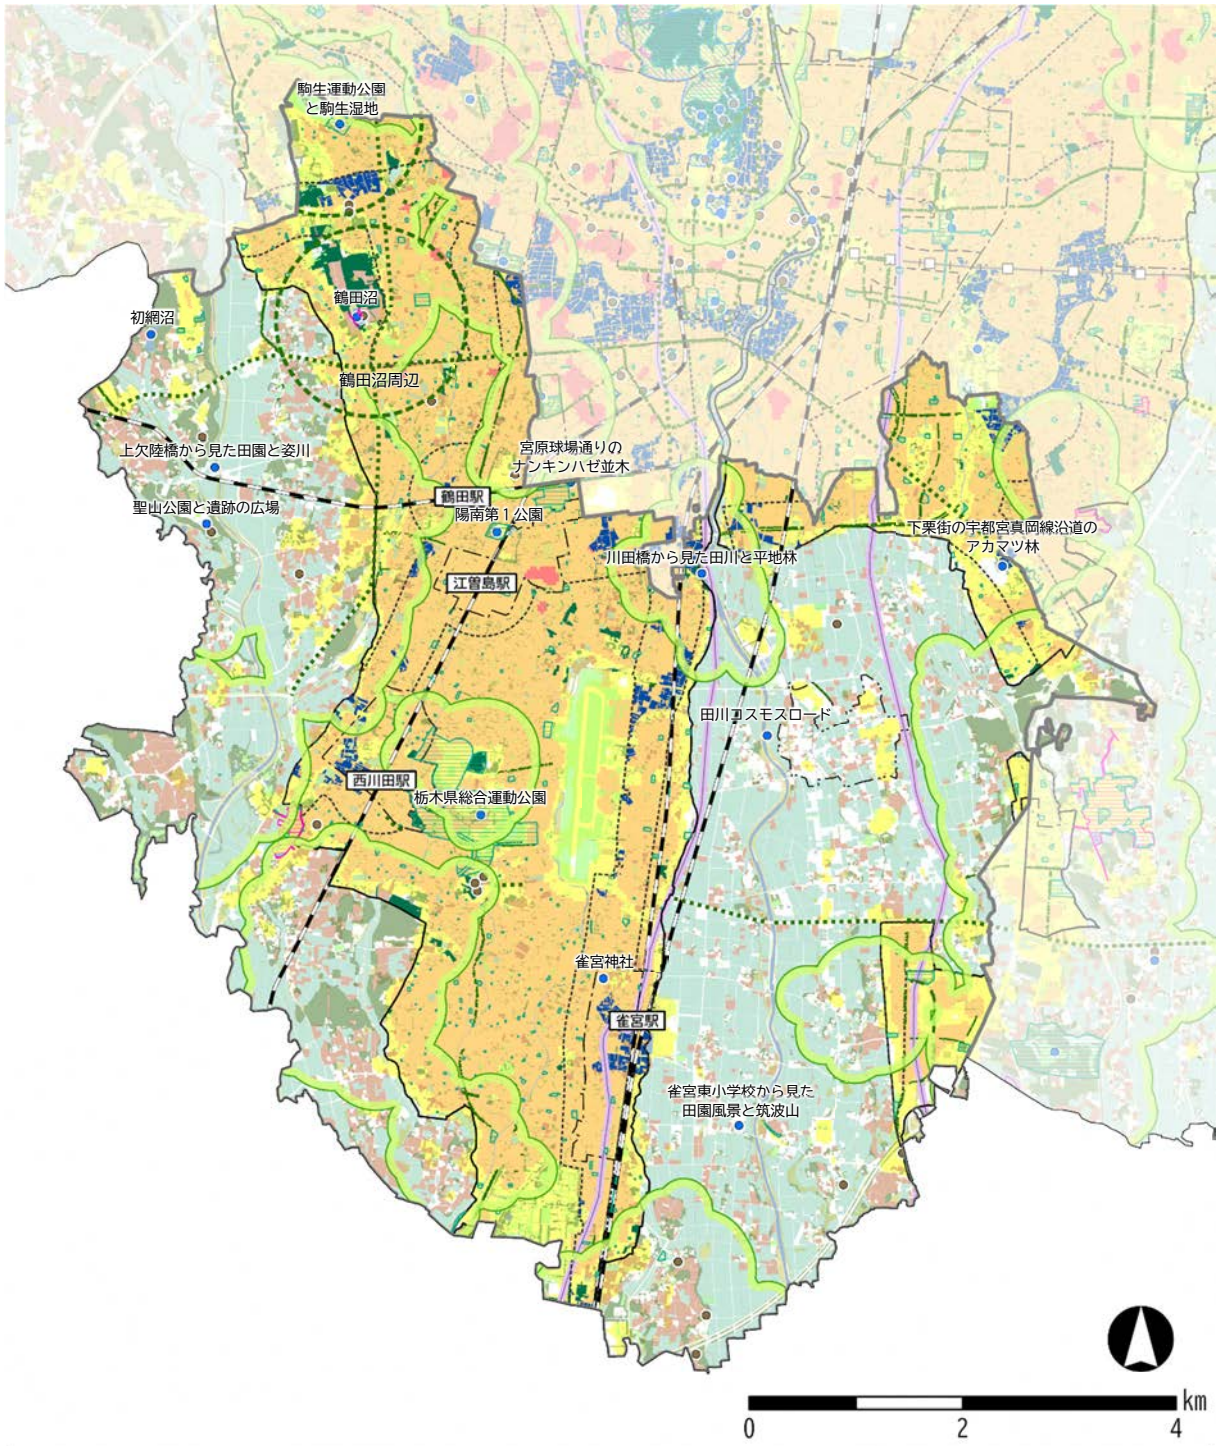 駒生運動公園
と駒生湿地
鶴田沼
初網沼
鶴田沼周辺
上欠陸橋から見た田園と姿川
宮原球場通りの
ナンキンハゼ並木
鶴田駅
聖山公園と遺跡の広場
陽南第1公園
下栗街の宇都宮真岡線沿道の
アカマツ林
川田橋から見た田川と平地林
江曽島駅
田川コスモスロード
西川田駅
栃木県総合運動公園
雀宮神社
雀宮駅
雀宮東小学校から見た
田園風景と筑波山
km
0
2
4